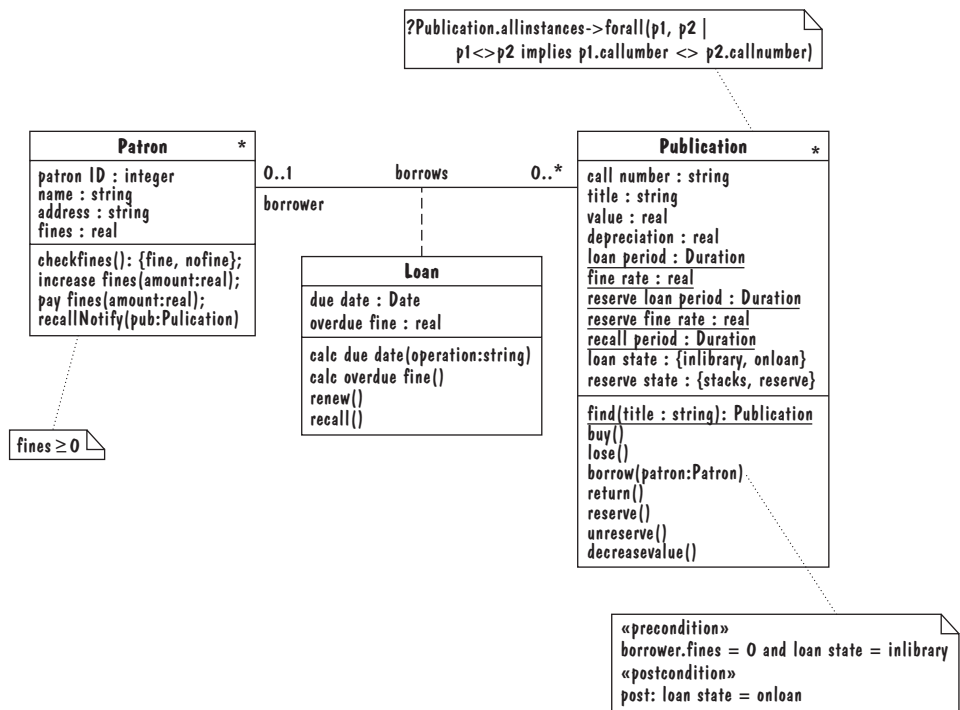 ?Publication.allinstances->forall(p1, p2 |
p1<>p2 implies p1.callumber <> p2.callnumber)
Patron *
patron ID : integer
name : string
address : string
fines : real
checkfines(): {fine, nofine};
increase fines(amount:real);
pay fines(amount:real);
recallNotify(pub:Pulication)
fines ≥ 0
0..1 borrows 0..*
borrower
Loan
due date : Date
overdue fine : real
calc due date(operation:string)
calc overdue fine()
renew()
recall()
Publication *
call number : string
title : string
value : real
depreciation : real
loan period : Duration
fine rate : real
reserve loan period : Duration
reserve fine rate : real
recall period : Duration
loan state : {inlibrary, onloan}
reserve state : {stacks, reserve}
find(title : string): Publication
buy()
lose()
borrow(patron:Patron)
return()
reserve()
unreserve()
decreasevalue()
«precondition»
borrower.fines = 0 and loan state = inlibrary
«postcondition»
post: loan state = onloan